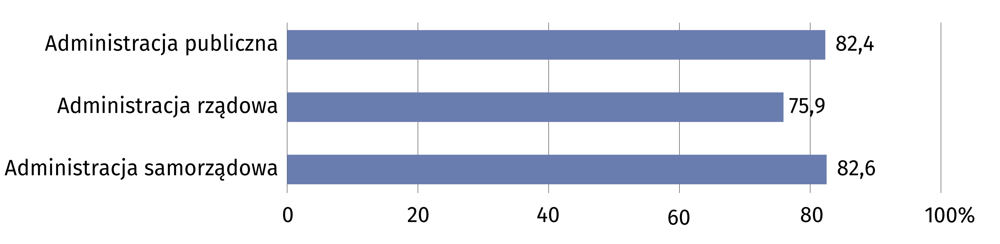 Administracja publiczna 82,4
Administracja rządowa 75,9
Administracja samorządowa 82,6
0 20 40 60 80 100%